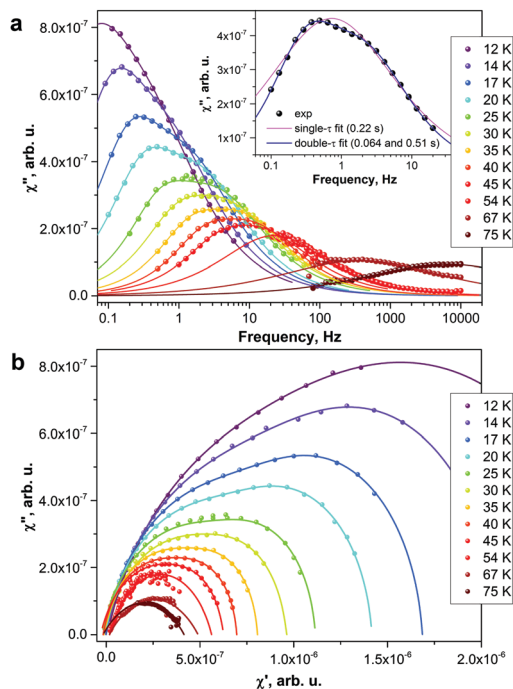 a
χ", arb. u.
8.0x10⁻⁷
6.0x10⁻⁷
4.0x10⁻⁷
2.0x10⁻⁷
0.0
0.1 1 10 100 1000 10000
Frequency, Hz
χ", arb. u.
4x10⁻⁷
3x10⁻⁷
2x10⁻⁷
1x10⁻⁷
exp
single-τ fit (0.22 s)
double-τ fit (0.064 and 0.51 s)
0.1 1 10
Frequency, Hz
12 K
14 K
17 K
20 K
25 K
30 K
35 K
40 K
45 K
54 K
67 K
75 K
b
χ", arb. u.
8.0x10⁻⁷
6.0x10⁻⁷
4.0x10⁻⁷
2.0x10⁻⁷
0.0
0.0 5.0x10⁻⁷ 1.0x10⁻⁶ 1.5x10⁻⁶ 2.0x10⁻⁶
χ', arb. u.
12 K
14 K
17 K
20 K
25 K
30 K
35 K
40 K
45 K
54 K
67 K
75 K